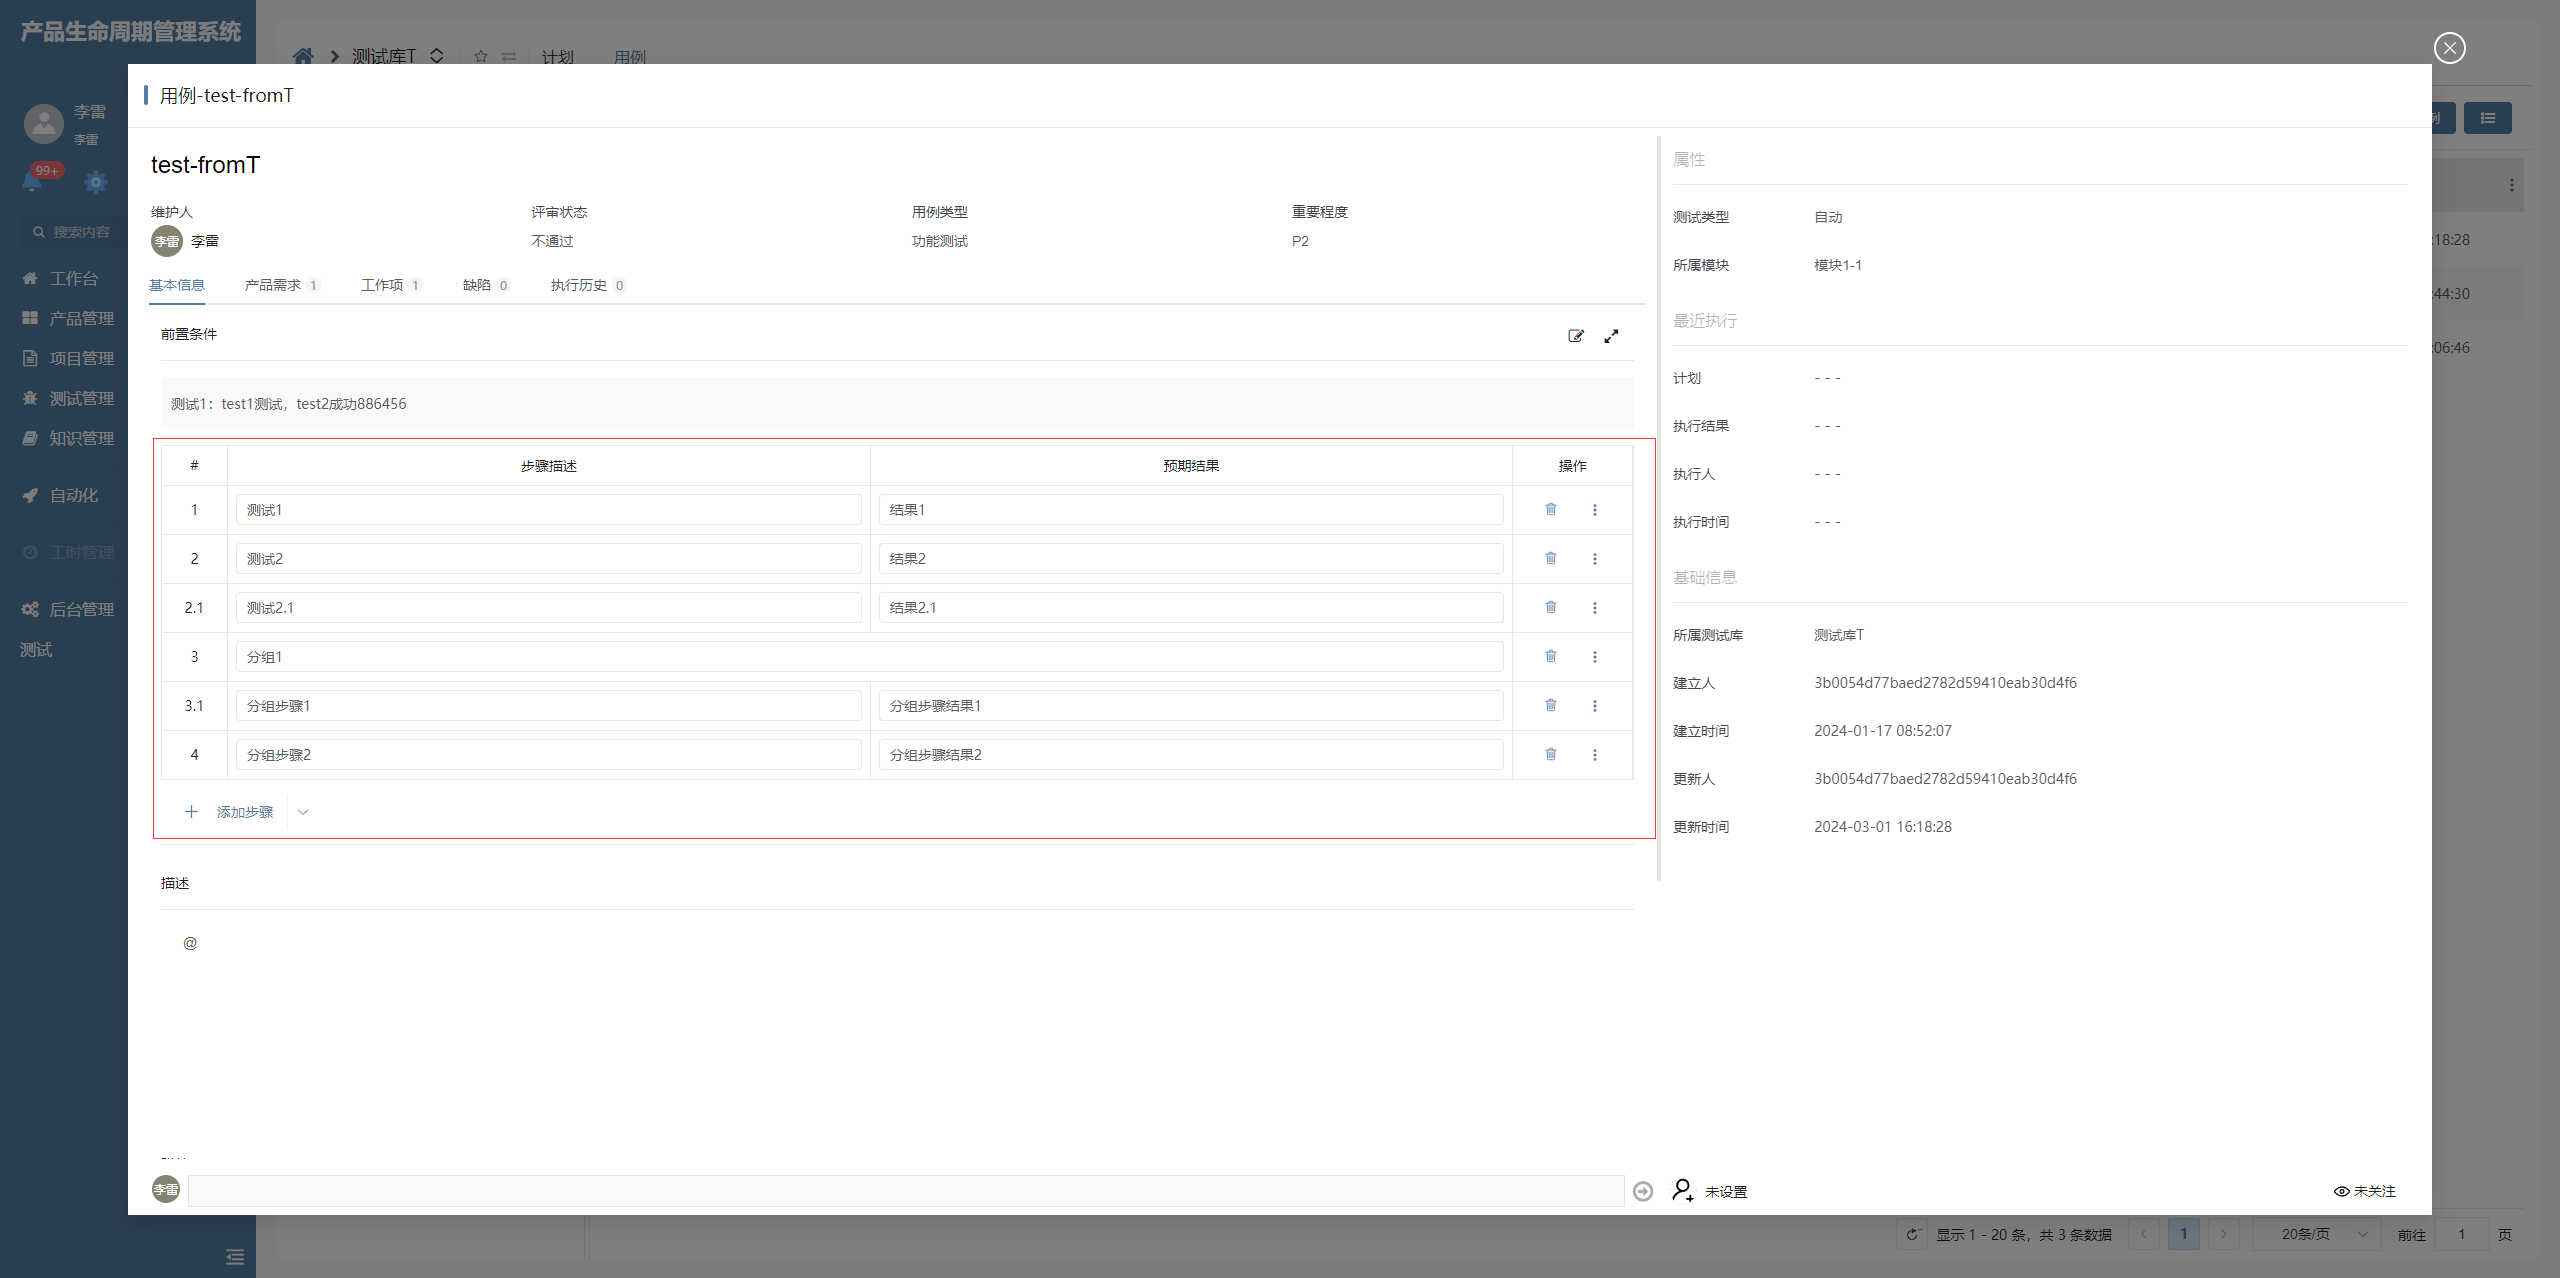 产品生命周期管理系统
测试库T
计划
用例
李雷
李雷
99+
搜索内容
工作台
产品管理
项目管理
测试管理
知识管理
自动化
工时管理
后台管理
测试
用例-test-fromT
test-fromT
维护人
评审状态
用例类型
重要程度
李雷 李雷
不通过
功能测试
P2
基本信息
产品需求 1
工作项 1
缺陷 0
执行历史 0
前置条件
测试1：test1测试，test2成功886456
# 步骤描述 预期结果 操作
1 测试1 结果1
2 测试2 结果2
2.1 测试2.1 结果2.1
3 分组1
3.1 分组步骤1 分组步骤结果1
4 分组步骤2 分组步骤结果2
添加步骤
描述
@
李雷
属性
测试类型 自动
所属模块 模块1-1
最近执行
计划 - - -
执行结果 - - -
执行人 - - -
执行时间 - - -
基础信息
所属测试库 测试库T
建立人 3b0054d77baed2782d59410eab30d4f6
建立时间 2024-01-17 08:52:07
更新人 3b0054d77baed2782d59410eab30d4f6
更新时间 2024-03-01 16:18:28
未设置
未关注
例
:18:28
:44:30
:06:46
显示 1 - 20 条，共 3 条数据
1
20条/页
前往 1 页